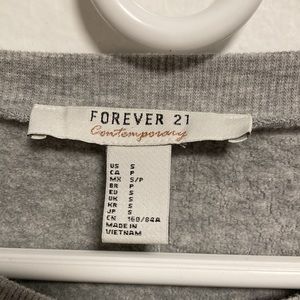 FOREVER 21
Contemporary
US S
CA P
MX S/P
BR P
EU S
UK S
KR S
JP S
CN 160/84A
MADE IN
VIETNAM